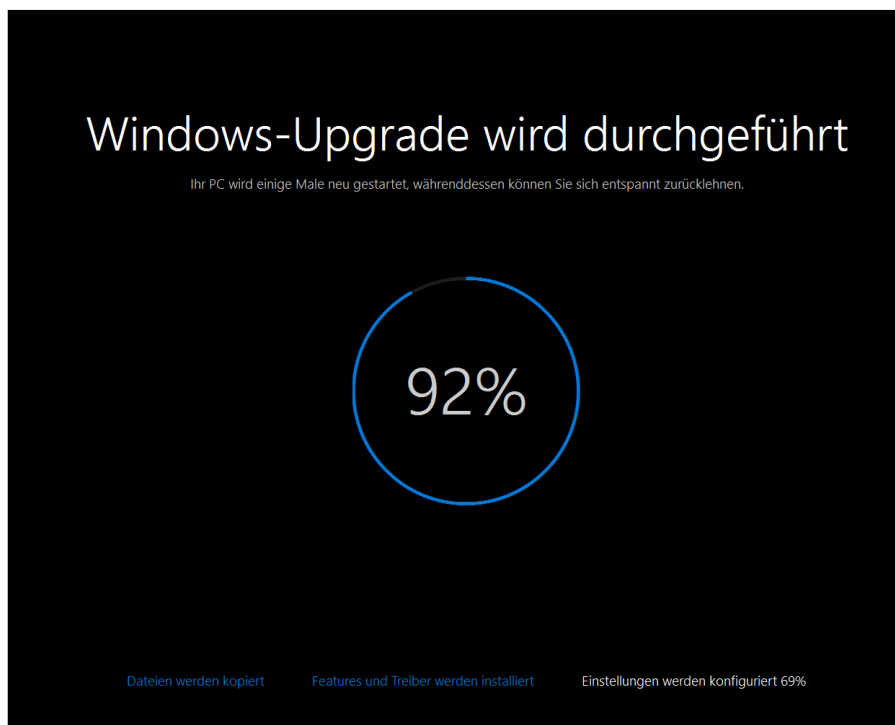 Windows-Upgrade wird durchgeführt
Ihr PC wird einige Male neu gestartet, währenddessen können Sie sich entspannt zurücklehnen.
92%
Dateien werden kopiert
Features und Treiber werden installiert
Einstellungen werden konfiguriert 69%